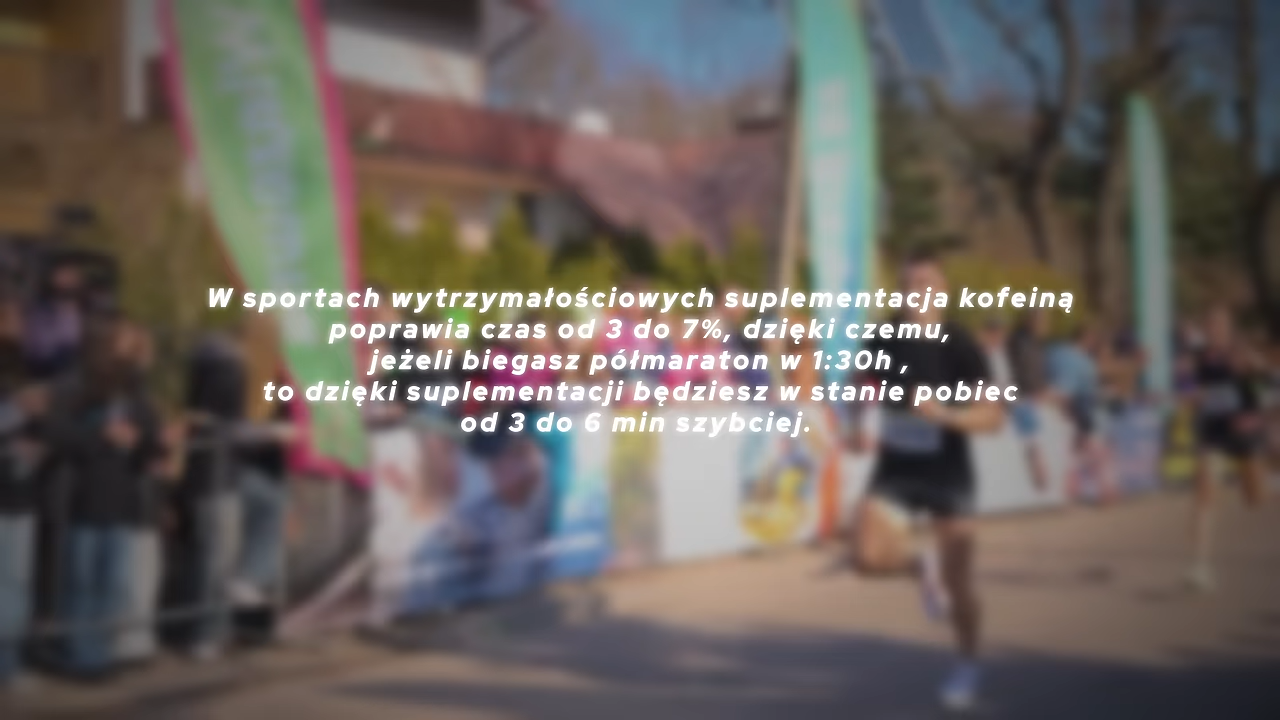 W sportach wytrzymałościowych suplementacja kofeiną
poprawia czas od 3 do 7%, dzięki czemu,
jeżeli biegasz półmaraton w 1:30h ,
to dzięki suplementacji będziesz w stanie pobiec
od 3 do 6 min szybciej.